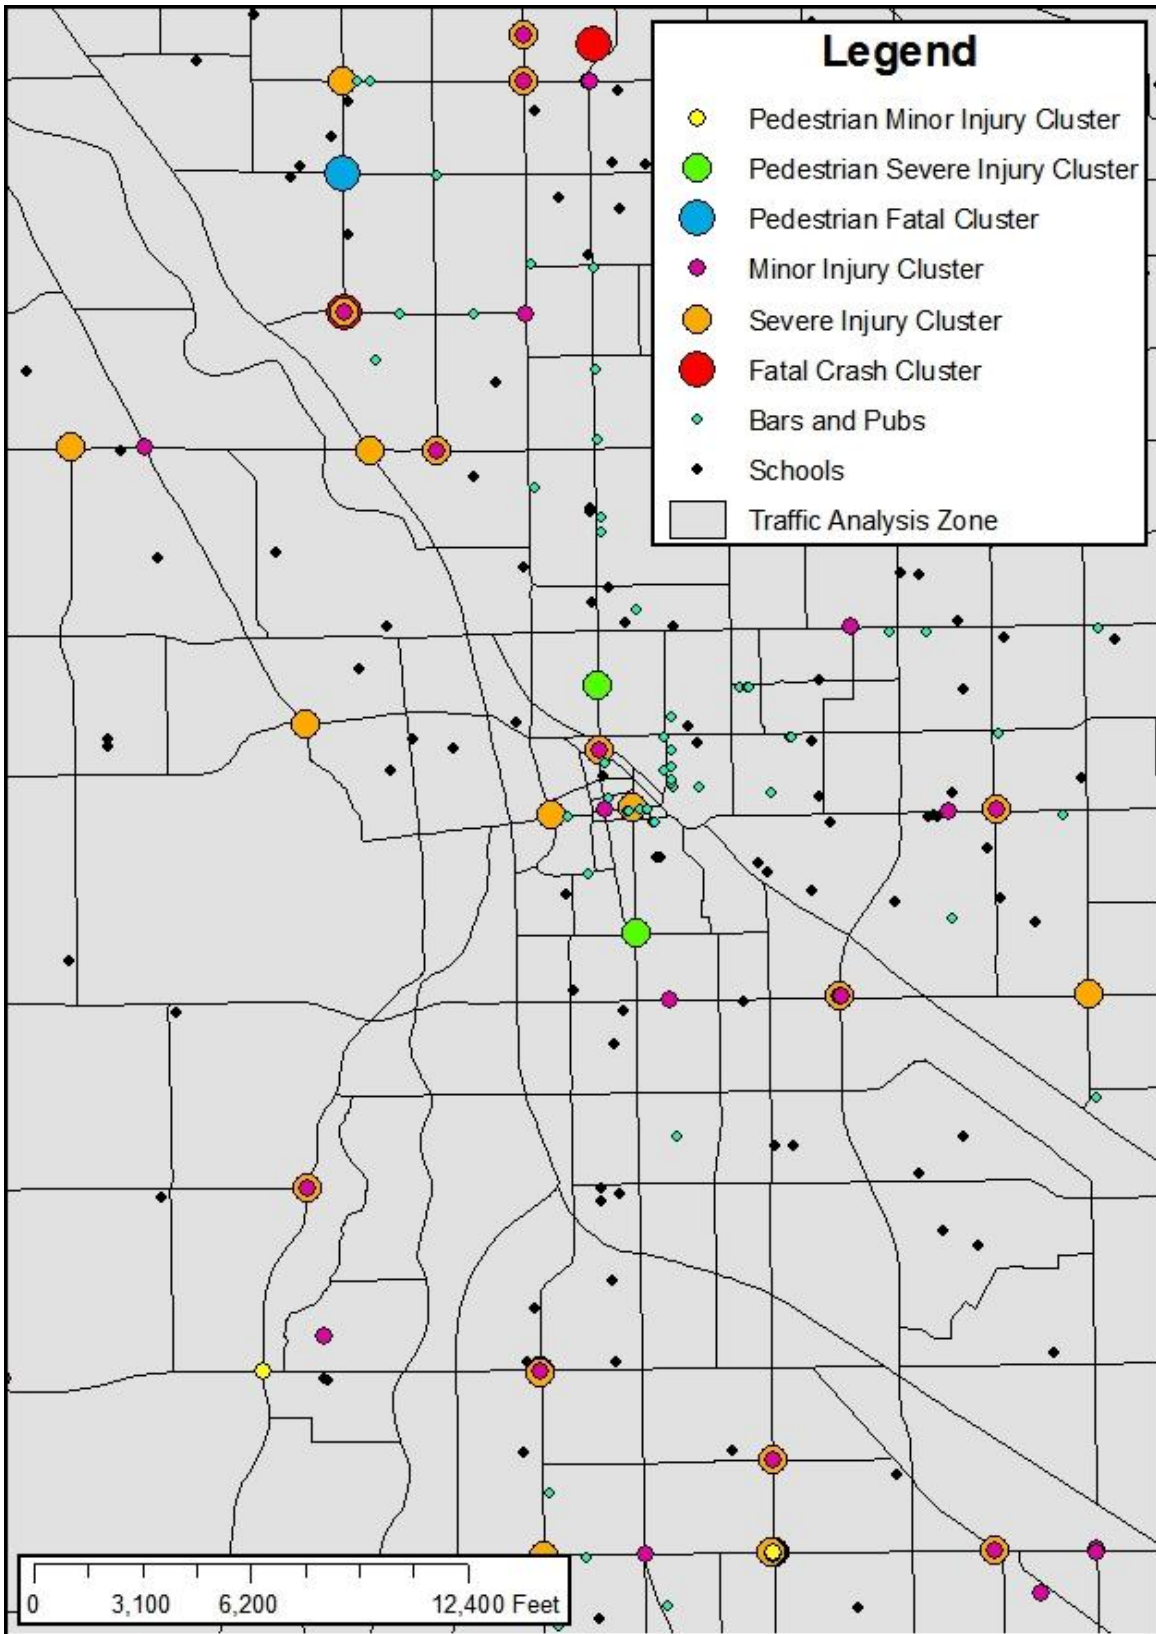 Legend
Pedestrian Minor Injury Cluster
Pedestrian Severe Injury Cluster
Pedestrian Fatal Cluster
Minor Injury Cluster
Severe Injury Cluster
Fatal Crash Cluster
Bars and Pubs
Schools
Traffic Analysis Zone
0 3,100 6,200 12,400 Feet